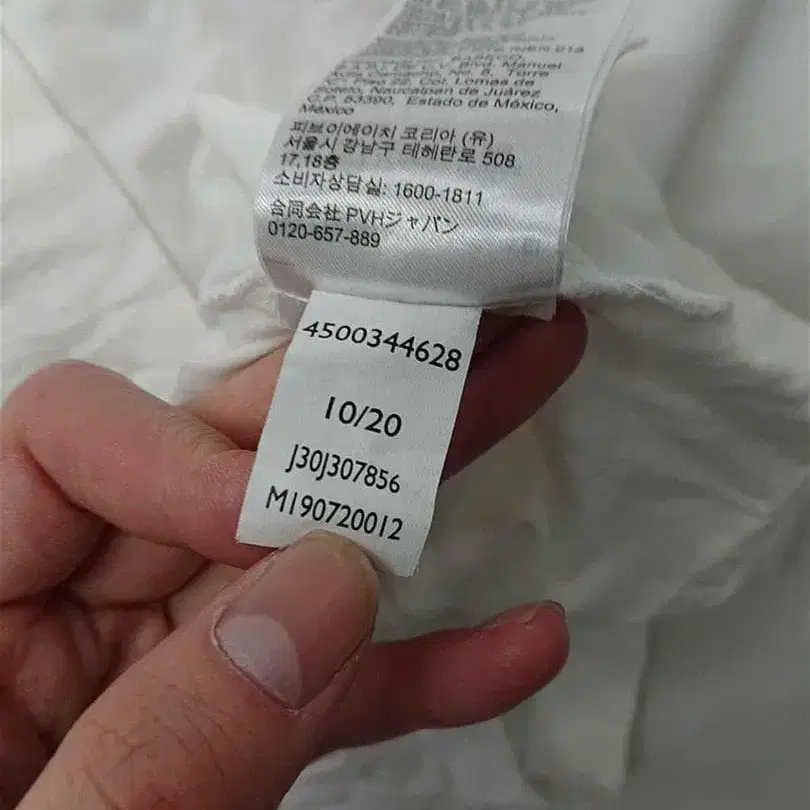 Blvd. Manuel
No. 5, Torre
Piso 22, Col. Lomas de
Sotelo, Naucalpan de Juárez
C.P. 53390, Estado de México,
México
피브이에이치 코리아 (유)
서울시 강남구 테헤란로 508
17,18층
소비자상담실: 1600-1811
合同会社 PVHジャパン
0120-657-889
4500344628
10/20
J30J307856
M190720012